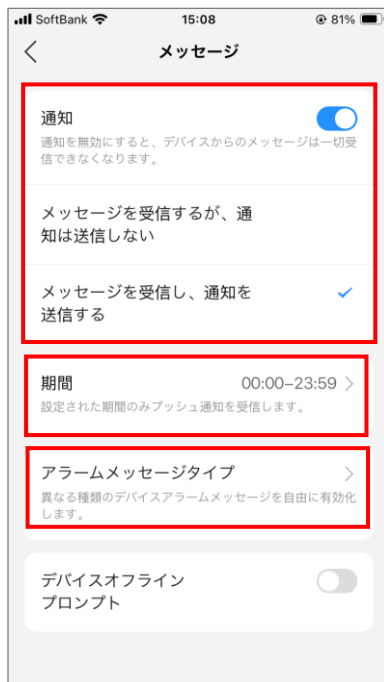 SoftBank 15:08 81%
メッセージ
通知
通知を無効にすると、デバイスからのメッセージは一切受
信できなくなります。
メッセージを受信するが、通
知は送信しない
メッセージを受信し、通知を
送信する
期間 00:00–23:59
設定された期間のみプッシュ通知を受信します。
アラームメッセージタイプ
異なる種類のデバイスアラームメッセージを自由に有効化
します。
デバイスオフライン
プロンプト